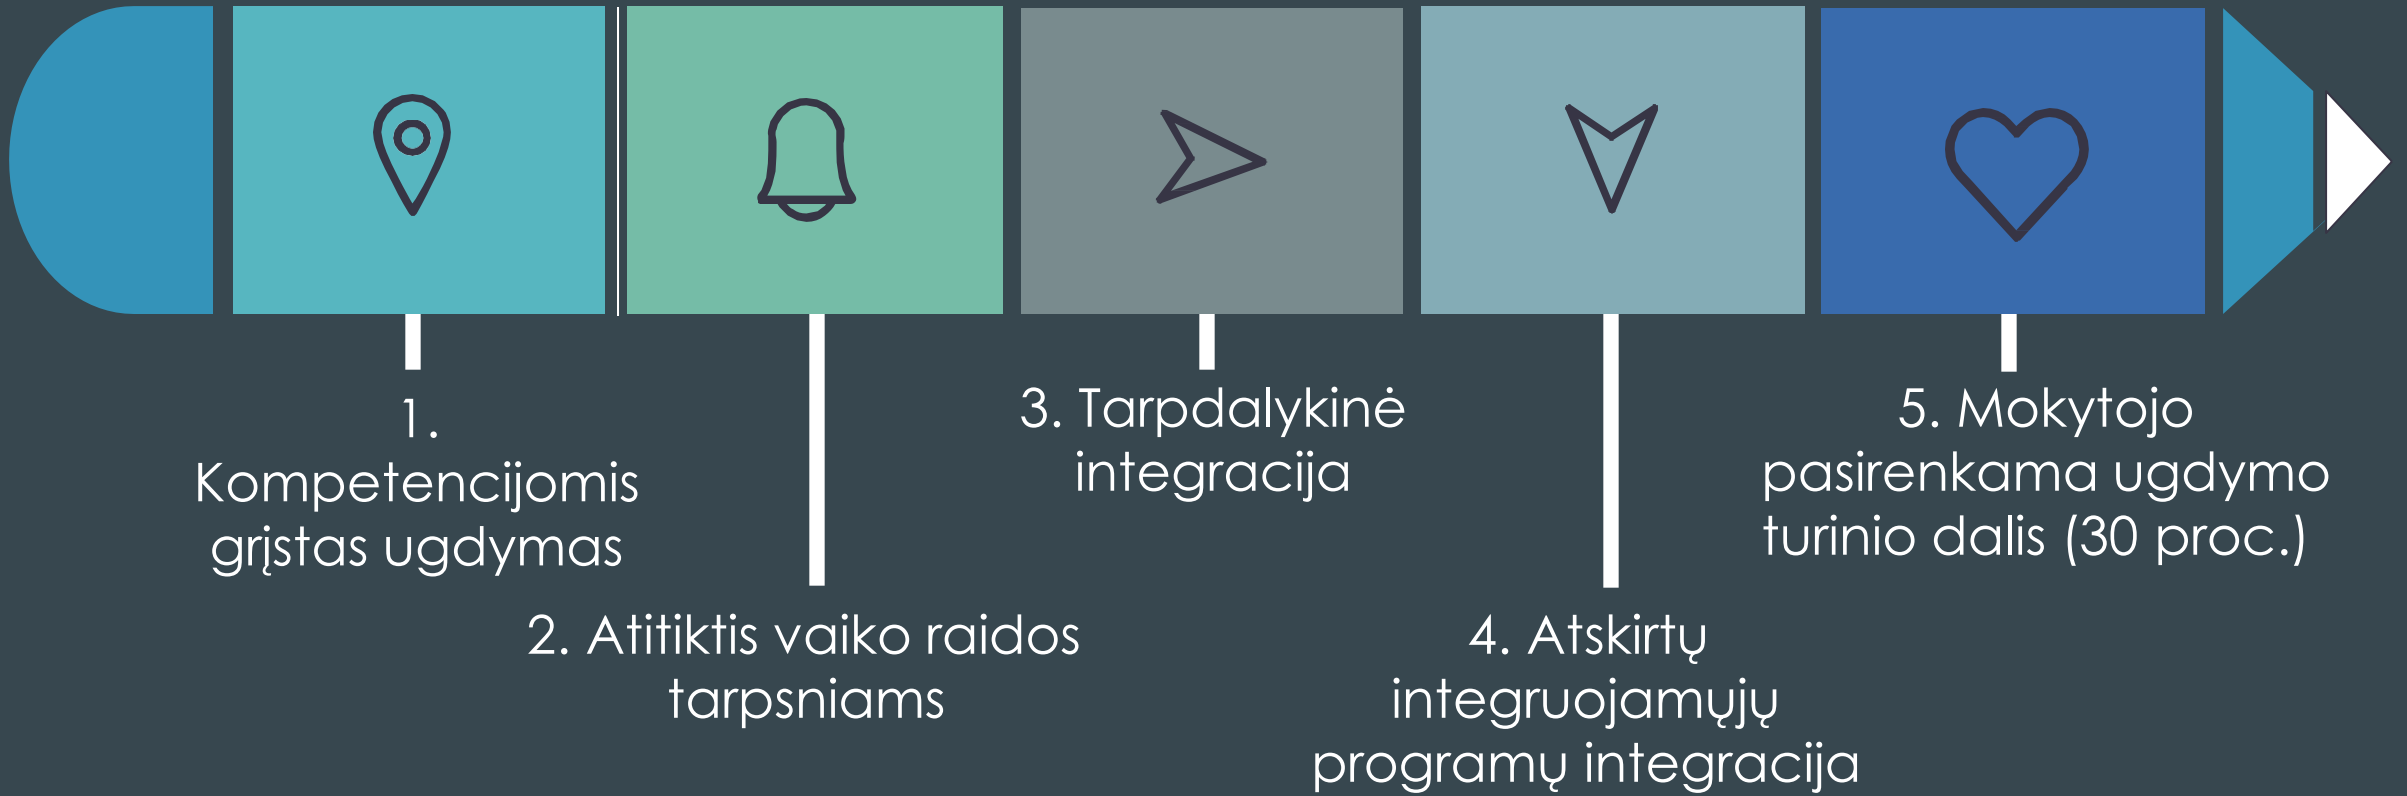 1.
Kompetencijomis
grįstas ugdymas
2. Atitiktis vaiko raidos
tarpsniams
3. Tarpdalykinė
integracija
4. Atskirtų
integruojamųjų
programų integracija
5. Mokytojo
pasirenkama ugdymo
turinio dalis (30 proc.)